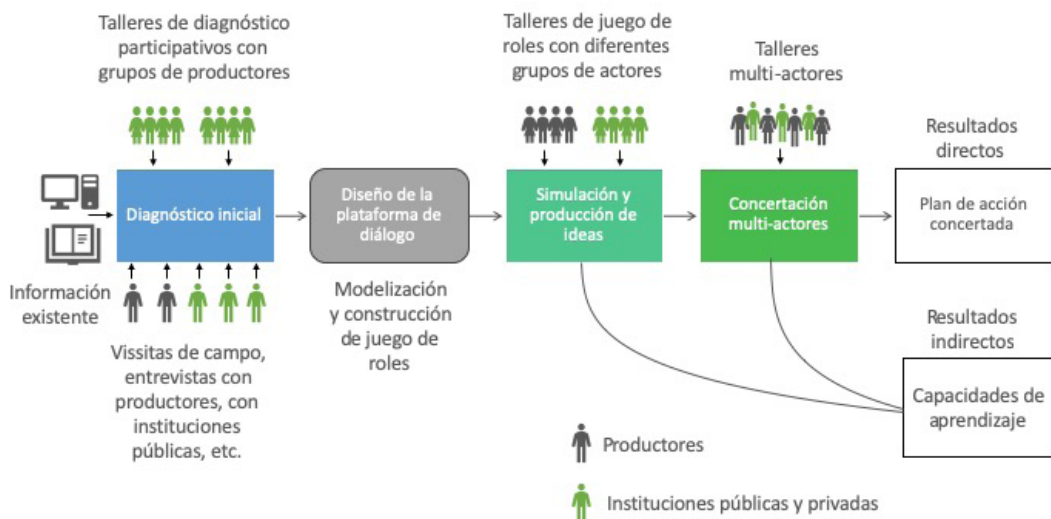 Talleres de diagnóstico
participativos con
grupos de productores
Talleres de juego de
roles con diferentes
grupos de actores
Talleres
multi-actores
Resultados
directos
Diagnóstico inicial
Diseño de la
plataforma de
diálogo
Simulación y
producción de
ideas
Concertación
multi-actores
Plan de acción
concertada
Información
existente
Vissitas de campo,
entrevistas con
productores, con
instituciones
públicas, etc.
Modelización
y construcción
de juego de
roles
Resultados
indirectos
Capacidades de
aprendizaje
Productores
Instituciones públicas y privadas